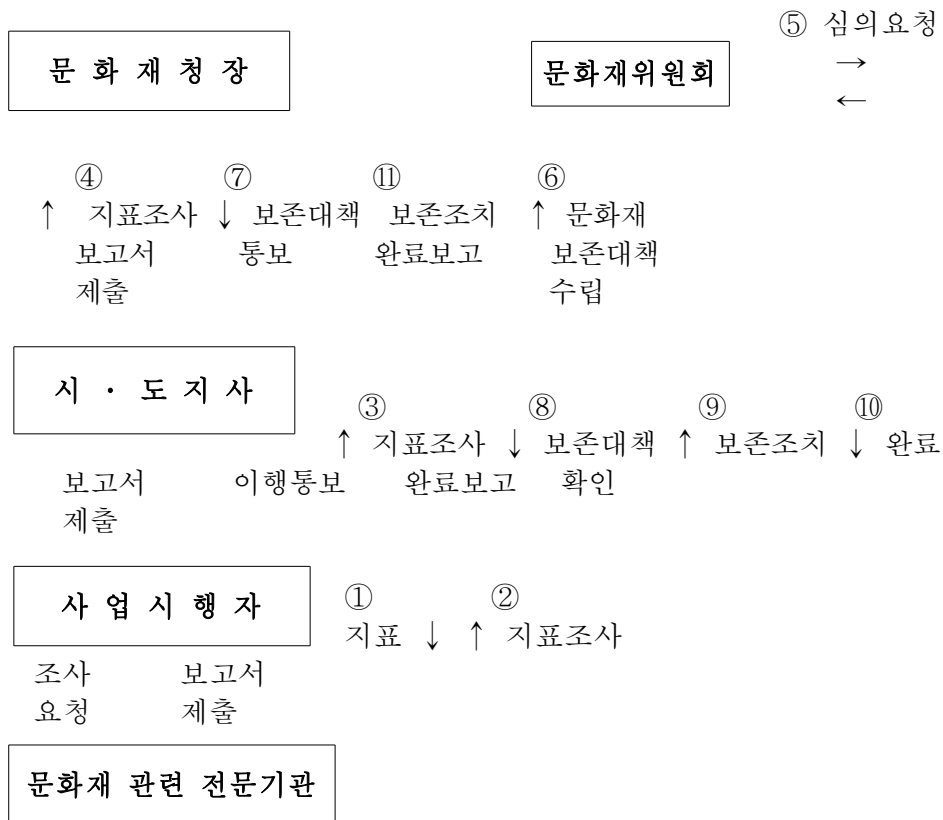 ⑤ 심의요청
문 화 재 청 장
문화재위원회
→
←
④ ⑦ ⑪ ⑥
↑ 지표조사 ↓ 보존대책 보존조치 ↑ 문화재
보고서 통보 완료보고 보존대책
제출 수립
시 · 도 지 사
③ ⑧ ⑨ ⑩
↑ 지표조사 ↓ 보존대책 ↑ 보존조치 ↓ 완료
보고서 이행통보 완료보고 확인
제출
사 업 시 행 자
① ②
지표 ↓ ↑ 지표조사
조사 보고서
요청 제출
문화재 관련 전문기관